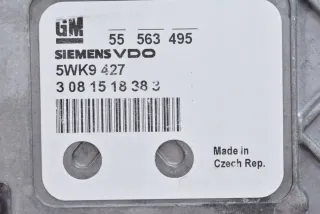 GM 55 563 495
SIEMENS VDO
5WK9 427
3 08 15 18 38 3
Made in
Czech Rep.